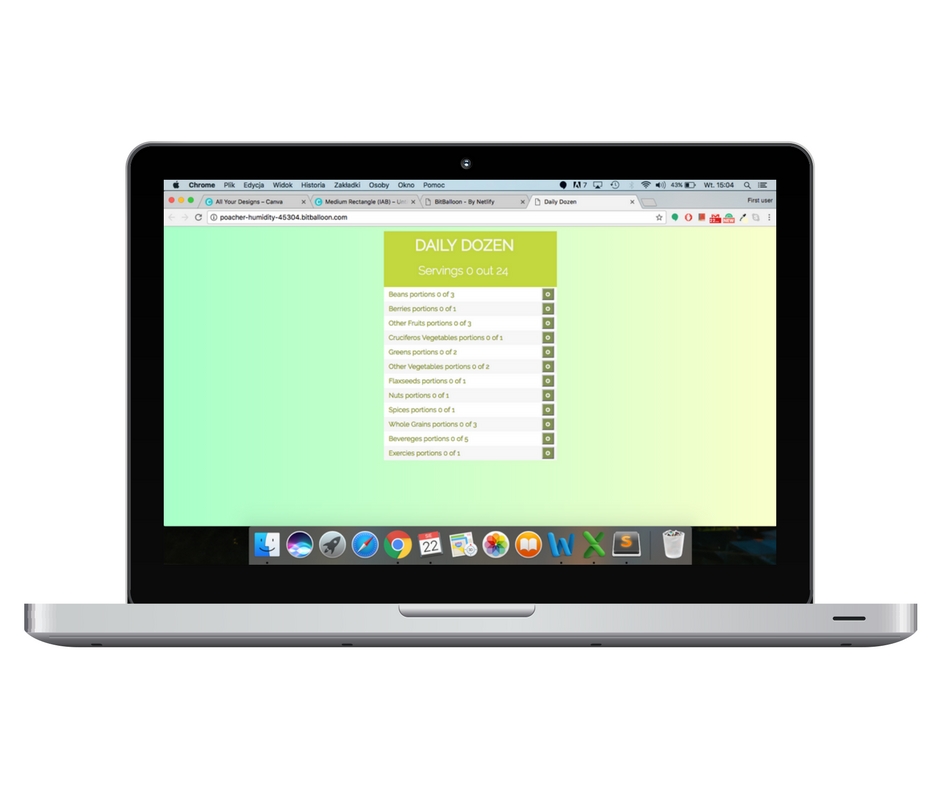 Chrome Plik Edycja Widok Historia Zakładki Osoby Okno Pomoc 7 43% Wt. 15:04
All Your Designs – Canva Medium Rectangle (IAB) – BitBalloon - By Netlify Daily Dozen First user
poacher-humidity-45304.bitballoon.com
DAILY DOZEN
Servings 0 out 24
Beans portions 0 of 3
Berries portions 0 of 1
Other Fruits portions 0 of 3
Cruciferos Vegetables portions 0 of 1
Greens portions 0 of 2
Other Vegetables portions 0 of 2
Flaxseeds portions 0 of 1
Nuts portions 0 of 1
Spices portions 0 of 1
Whole Grains portions 0 of 3
Bevereges portions 0 of 5
Exercies portions 0 of 1
22